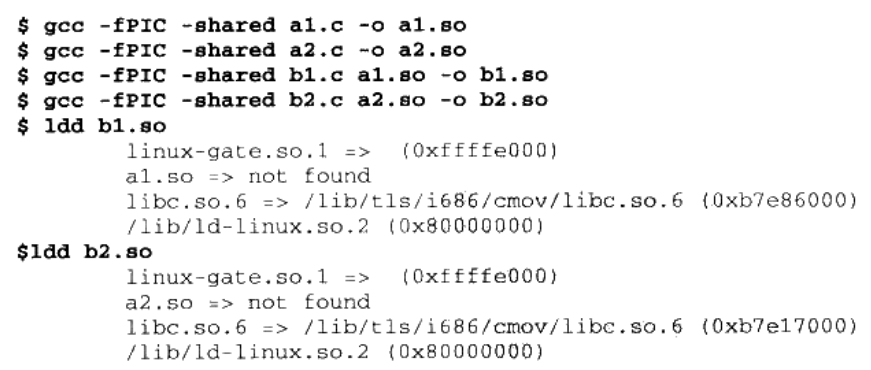 $ gcc -fPIC -shared a1.c -o a1.so
$ gcc -fPIC -shared a2.c -o a2.so
$ gcc -fPIC -shared b1.c a1.so -o b1.so
$ gcc -fPIC -shared b2.c a2.so -o b2.so
$ ldd b1.so
        linux-gate.so.1 =>  (0xffffe000)
        a1.so => not found
        libc.so.6 => /lib/tls/i686/cmov/libc.so.6 (0xb7e86000)
        /lib/ld-linux.so.2 (0x80000000)
$ldd b2.so
        linux-gate.so.1 =>  (0xffffe000)
        a2.so => not found
        libc.so.6 => /lib/tls/i686/cmov/libc.so.6 (0xb7e17000)
        /lib/ld-linux.so.2 (0x80000000)